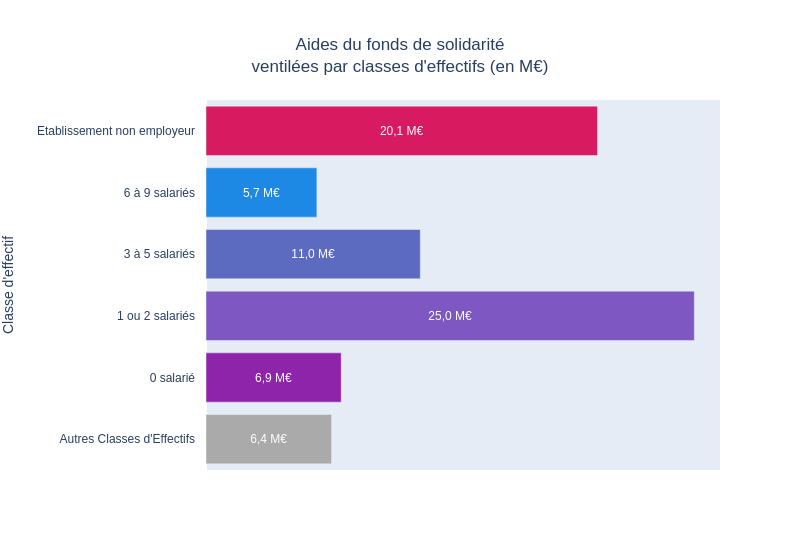 Aides du fonds de solidarité
ventilées par classes d'effectifs (en M€)
Classe d'effectif
Etablissement non employeur
20,1 M€
6 à 9 salariés
5,7 M€
3 à 5 salariés
11,0 M€
1 ou 2 salariés
25,0 M€
0 salarié
6,9 M€
Autres Classes d'Effectifs
6,4 M€